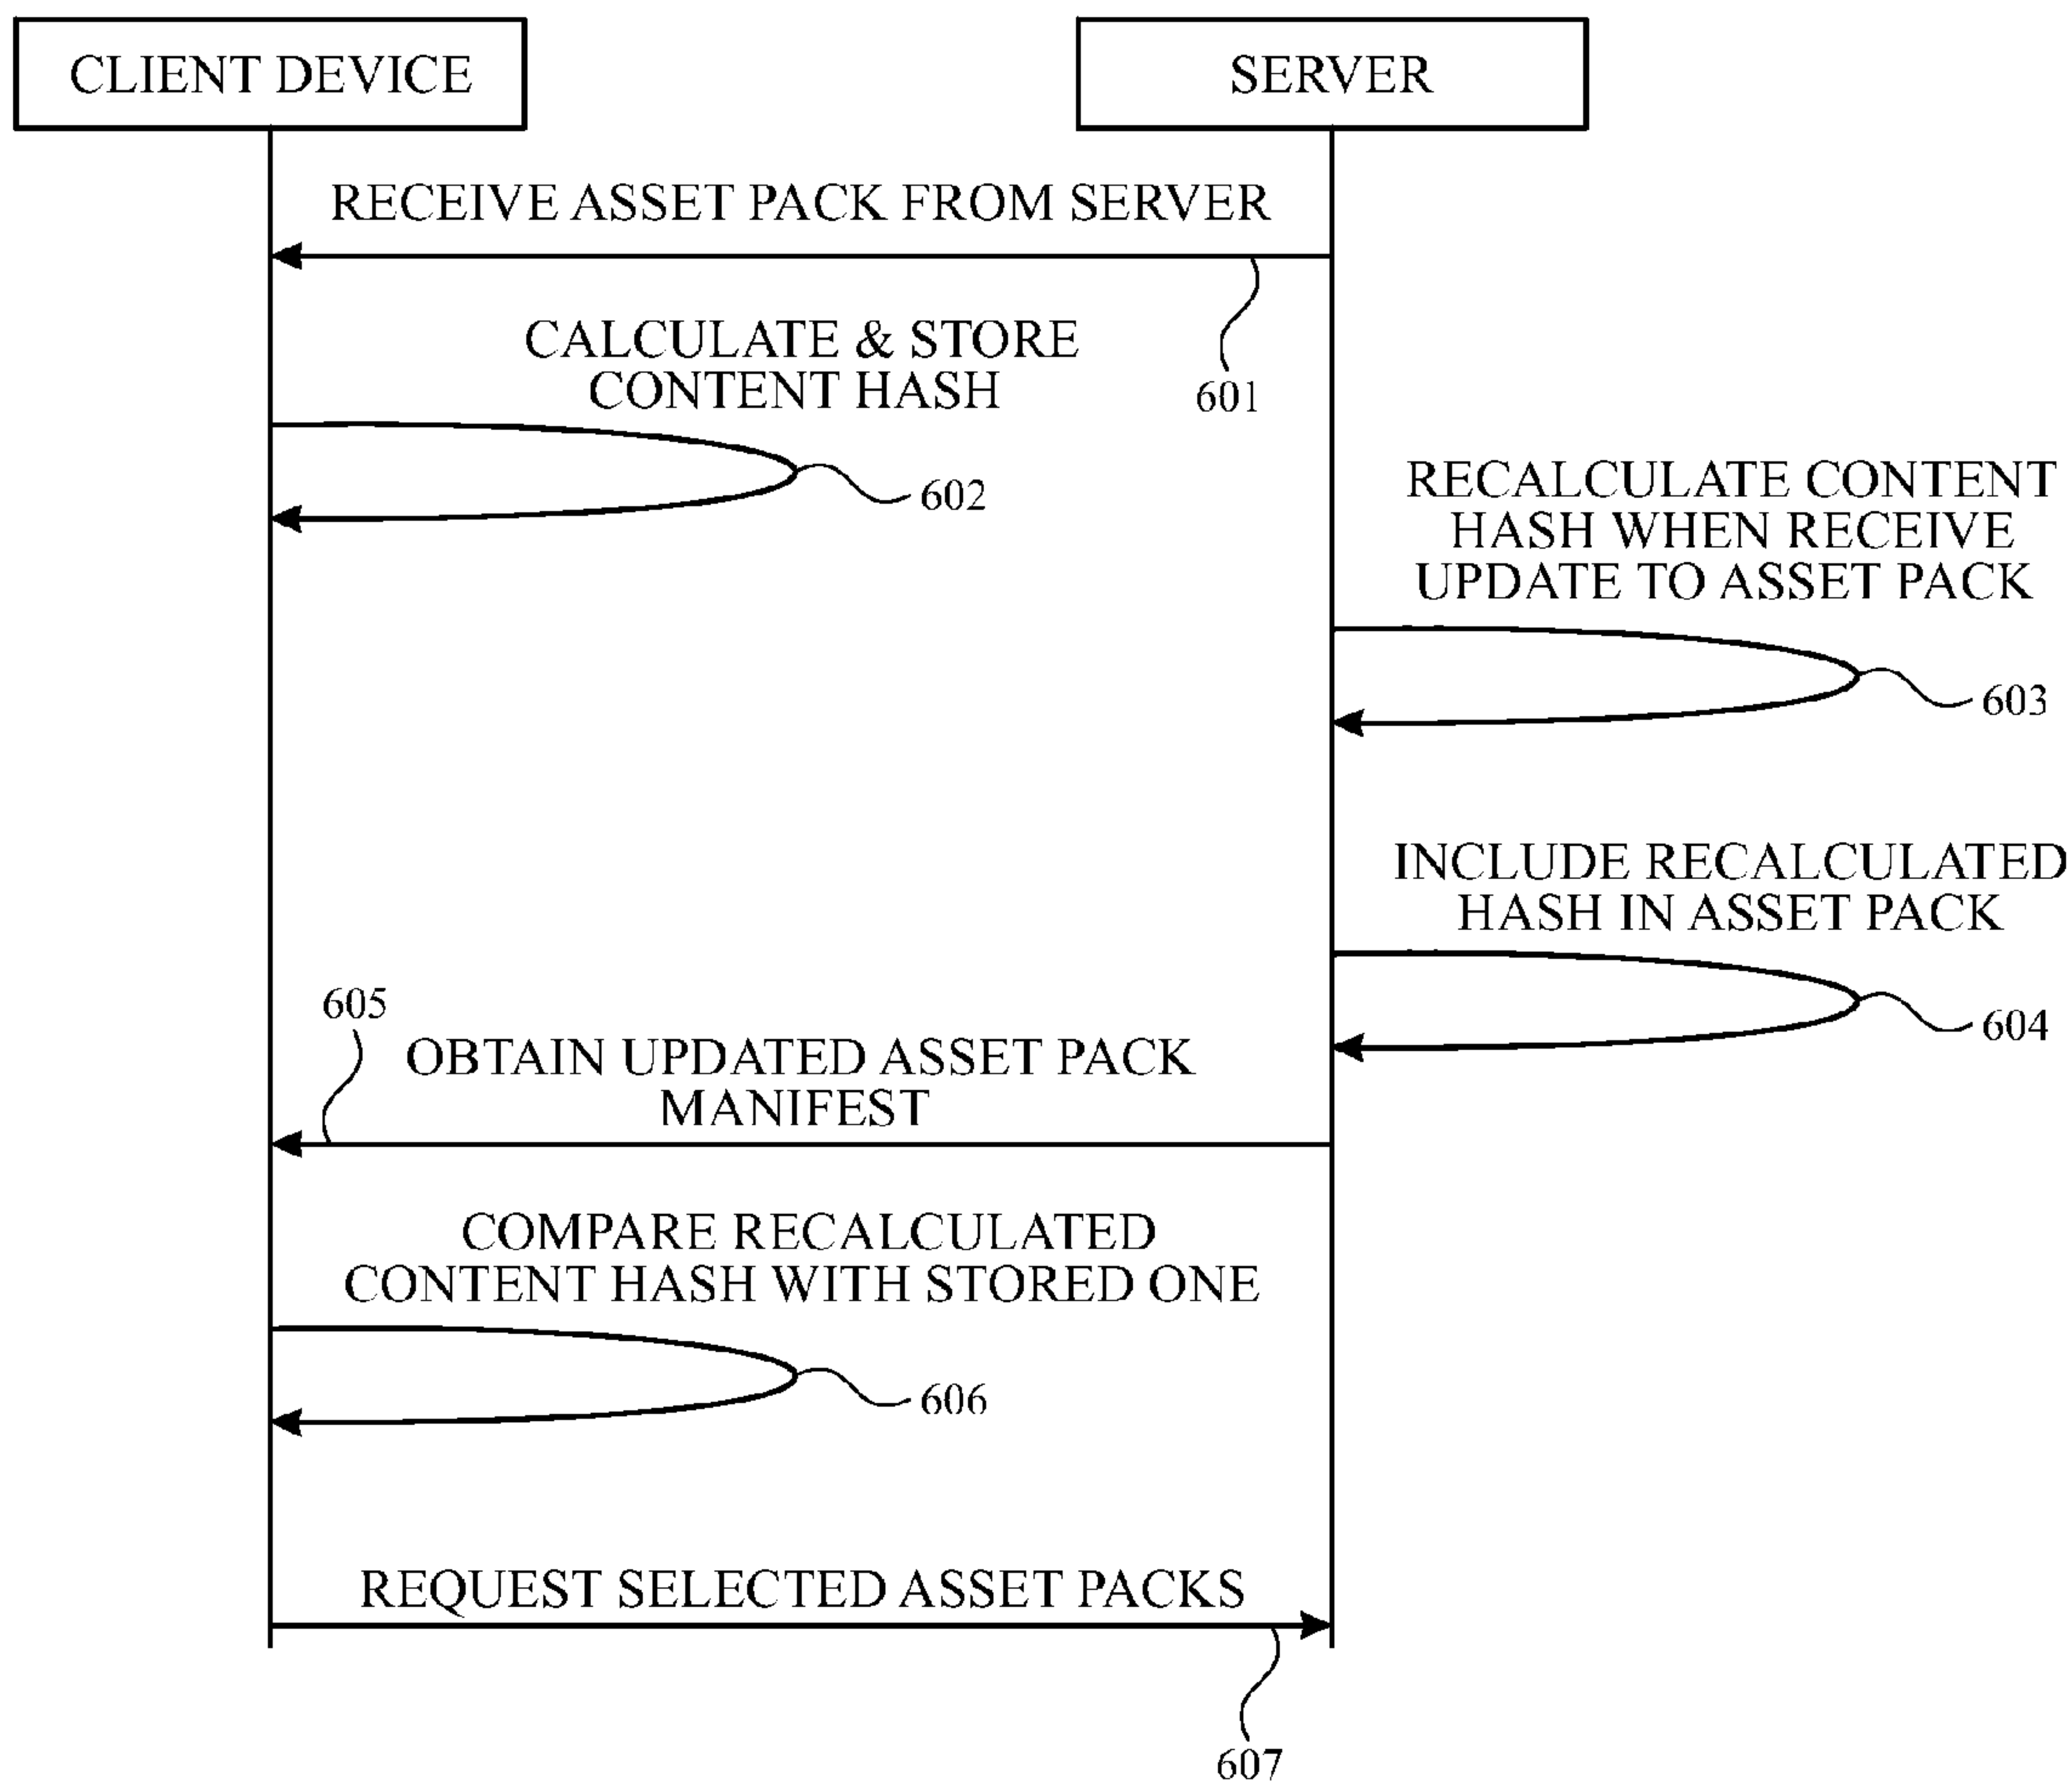 CLIENT DEVICE
SERVER
RECEIVE ASSET PACK FROM SERVER
601
CALCULATE & STORE
CONTENT HASH
602
RECALCULATE CONTENT
HASH WHEN RECEIVE
UPDATE TO ASSET PACK
603
INCLUDE RECALCULATED
HASH IN ASSET PACK
604
605
OBTAIN UPDATED ASSET PACK
MANIFEST
COMPARE RECALCULATED
CONTENT HASH WITH STORED ONE
606
REQUEST SELECTED ASSET PACKS
607